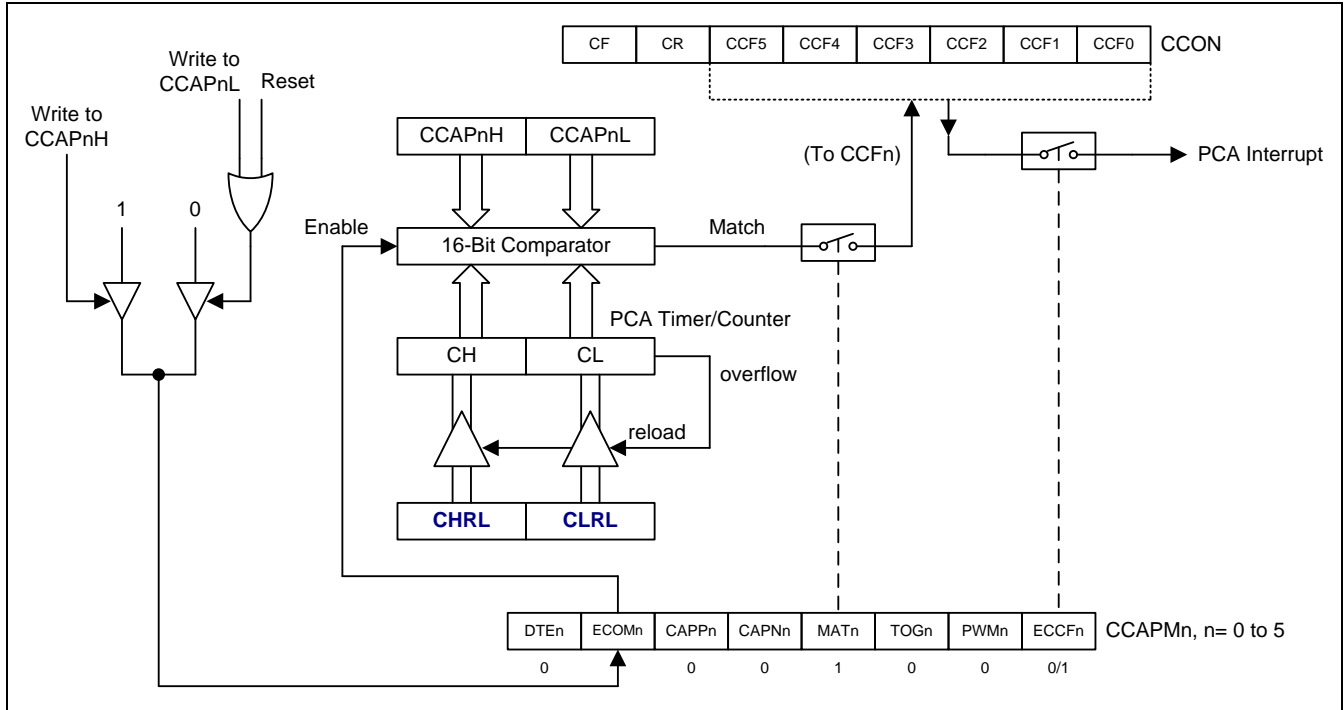 CF CR CCF5 CCF4 CCF3 CCF2 CCF1 CCF0 CCON
Write to
CCAPnL
Reset
Write to
CCAPnH
CCAPnH CCAPnL
(To CCFn)
PCA Interrupt
1 0
Enable
16-Bit Comparator
Match
PCA Timer/Counter
CH CL
overflow
reload
CHRL CLRL
DTEn ECOMn CAPPn CAPNn MATn TOGn PWMn ECCFn CCAPMn, n= 0 to 5
0 0 0 1 0 0 0/1